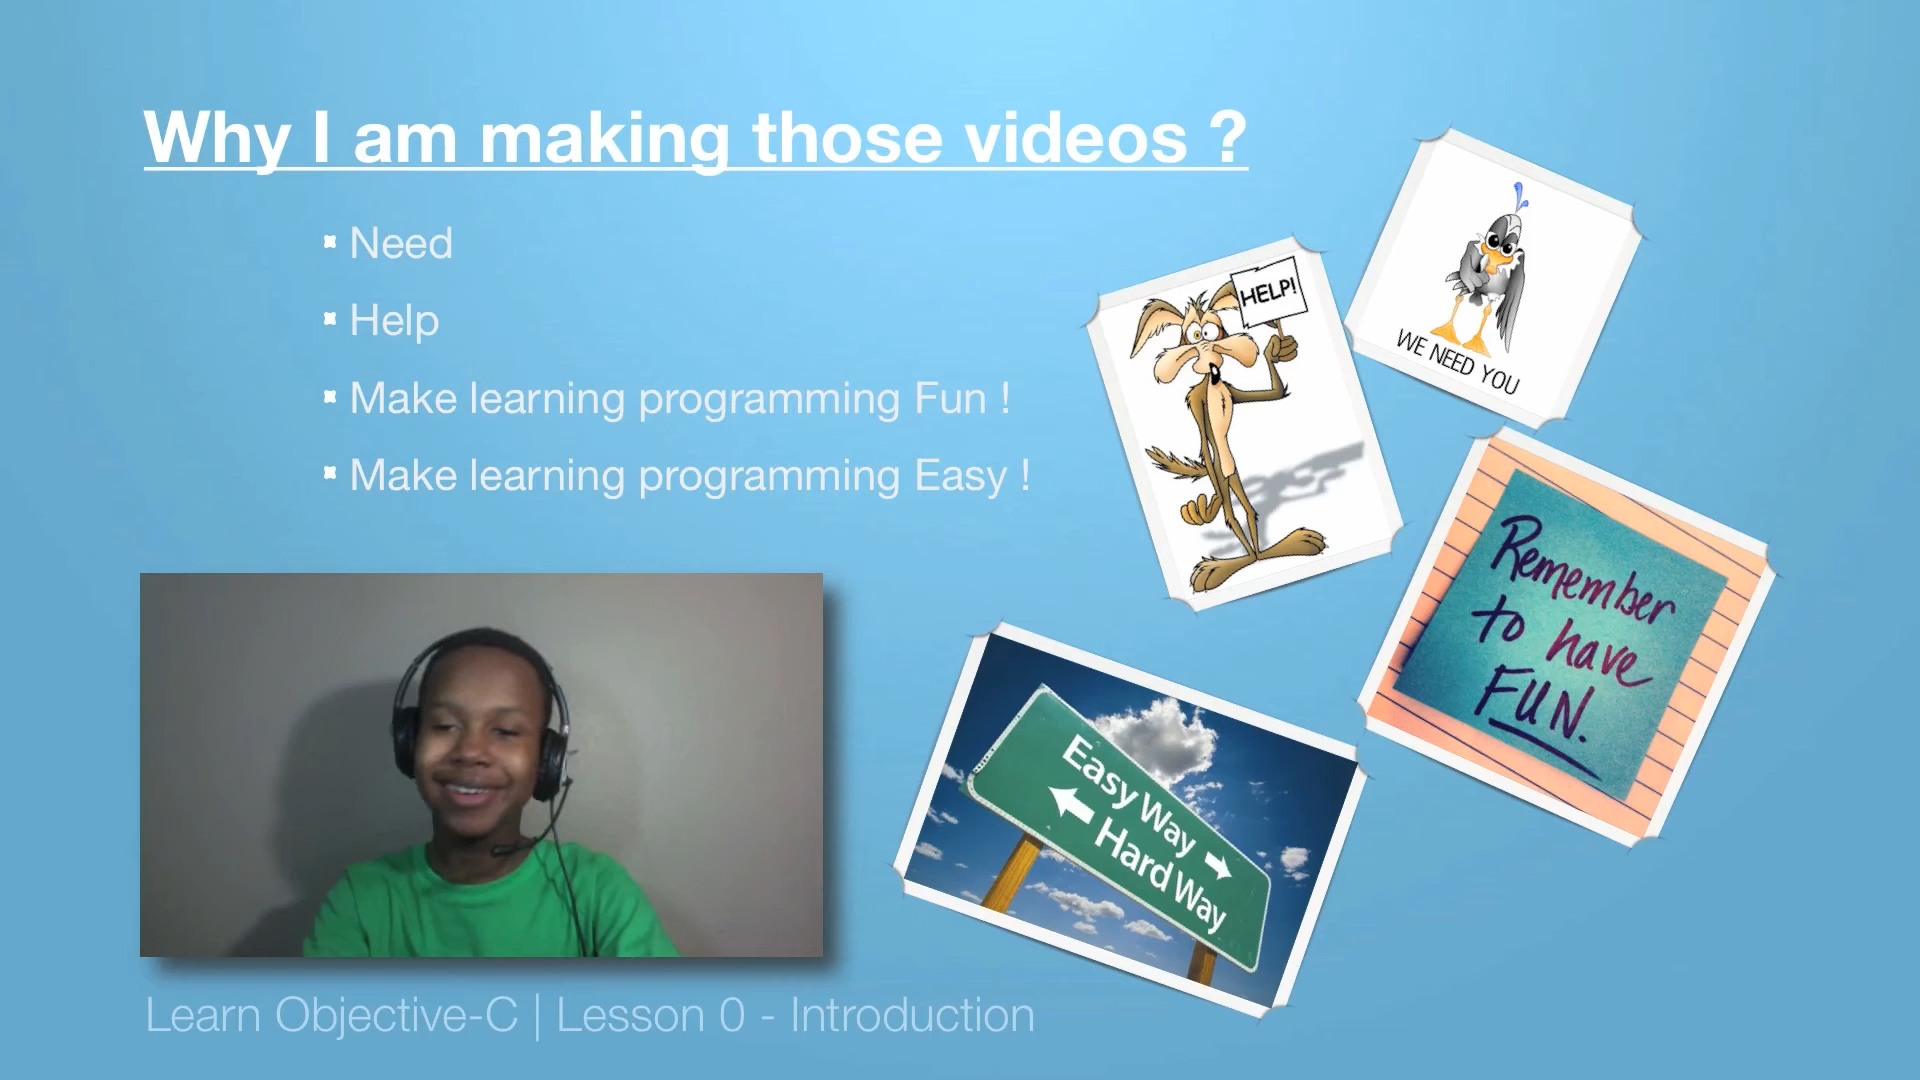 Why I am making those videos ?
Need
Help
Make learning programming Fun !
Make learning programming Easy !
HELP!
WE NEED YOU
Remember
to have
FUN.
Easy Way
Hard Way
Learn Objective-C | Lesson 0 - Introduction